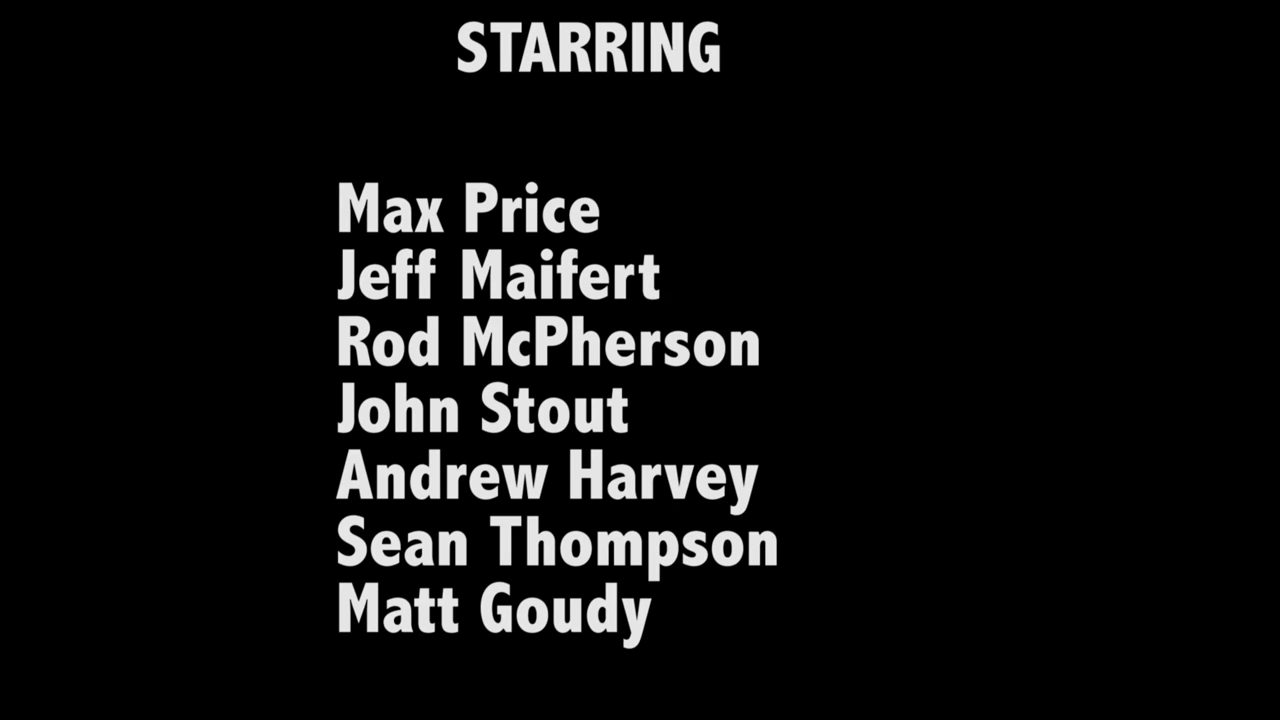 STARRING
Max Price
Jeff Maifert
Rod McPherson
John Stout
Andrew Harvey
Sean Thompson
Matt Goudy